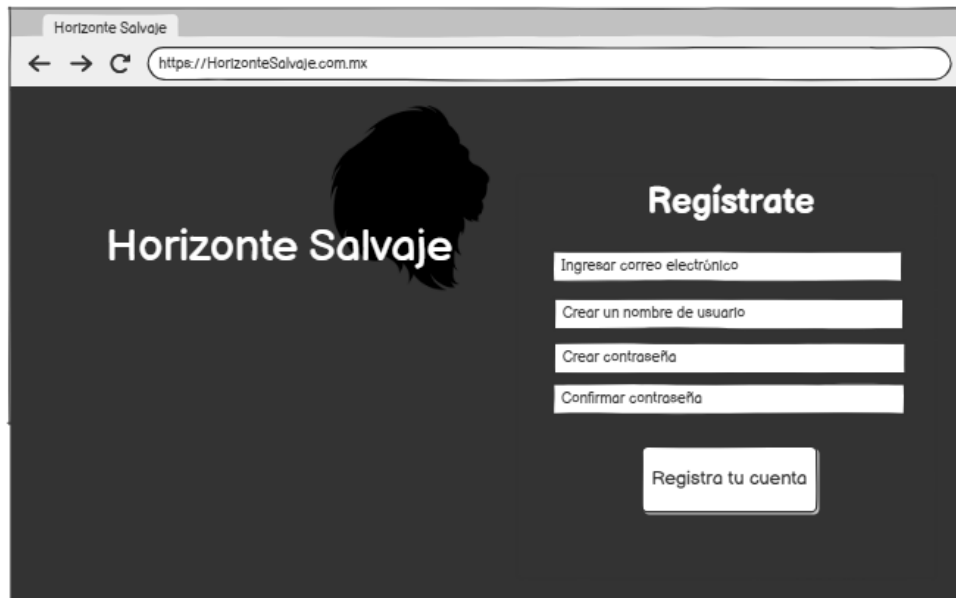 Horizonte Salvaje
https://HorizonteSalvaje.com.mx
Horizonte Salvaje
Regístrate
Ingresar correo electrónico
Crear un nombre de usuario
Crear contraseña
Confirmar contraseña
Registra tu cuenta